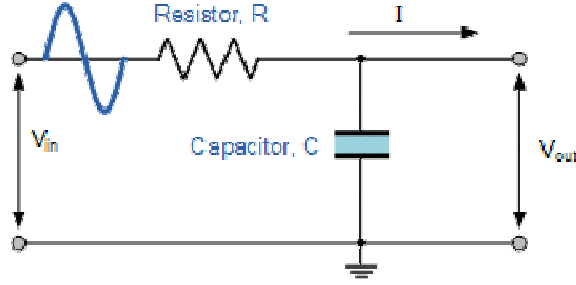 Resistor, R
I
Vin
Capacitor, C
Vout